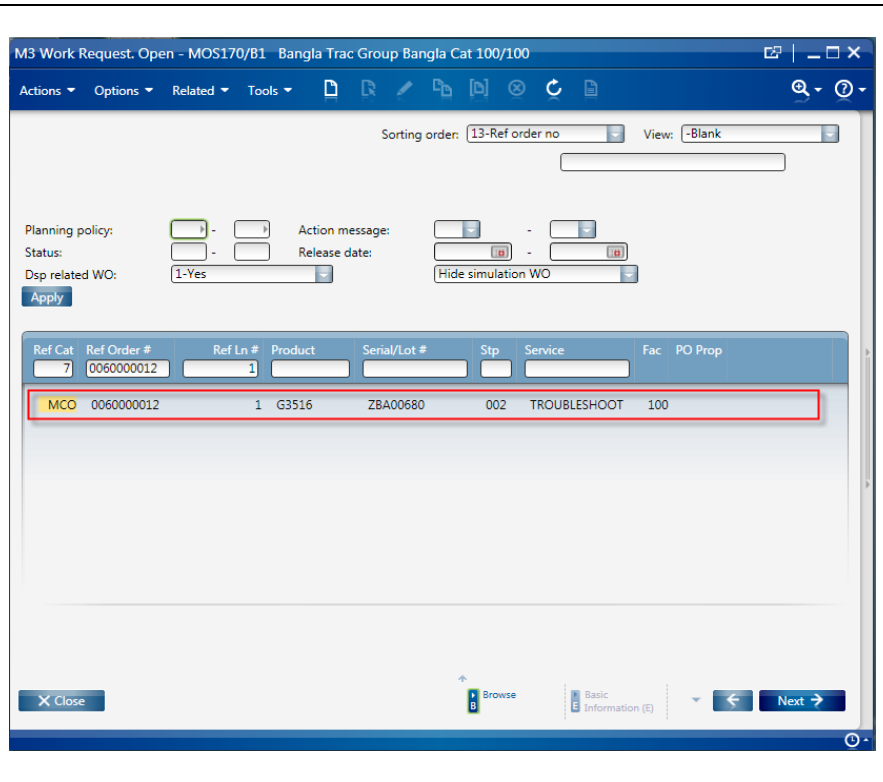 M3 Work Request. Open - MOS170/B1 Bangla Trac Group Bangla Cat 100/100
Actions Options Related Tools
Sorting order: 13-Ref order no View: -Blank
Planning policy: - Action message: -
Status: - Release date: -
Dsp related WO: 1-Yes Hide simulation WO
Apply
Ref Cat Ref Order # Ref Ln # Product Serial/Lot # Stp Service Fac PO Prop
7 0060000012 1
MCO 0060000012 1 G3516 ZBA00680 002 TROUBLESHOOT 100
X Close
B Browse
E Basic Information (E)
Next